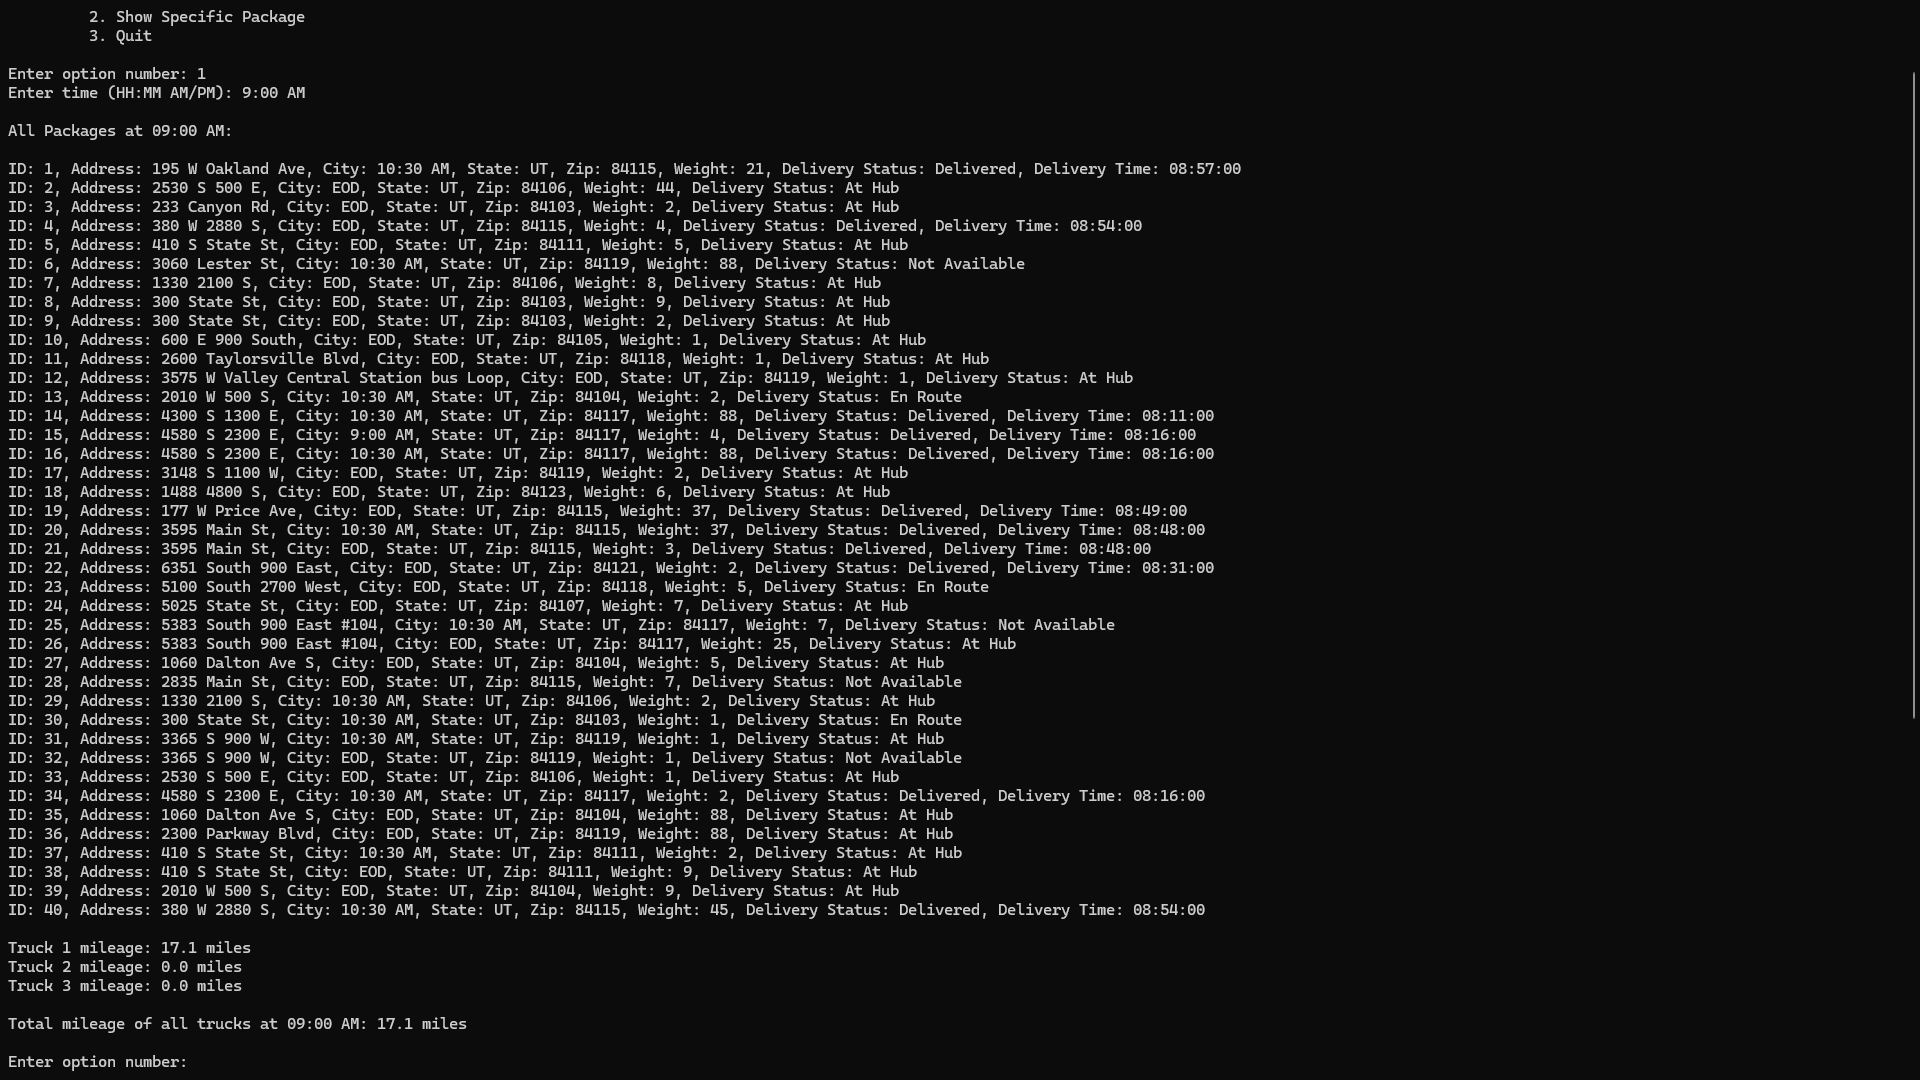 2. Show Specific Package
3. Quit
Enter option number: 1
Enter time (HH:MM AM/PM): 9:00 AM
All Packages at 09:00 AM:
ID: 1, Address: 195 W Oakland Ave, City: 10:30 AM, State: UT, Zip: 84115, Weight: 21, Delivery Status: Delivered, Delivery Time: 08:57:00
ID: 2, Address: 2530 S 500 E, City: EOD, State: UT, Zip: 84106, Weight: 44, Delivery Status: At Hub
ID: 3, Address: 233 Canyon Rd, City: EOD, State: UT, Zip: 84103, Weight: 2, Delivery Status: At Hub
ID: 4, Address: 380 W 2880 S, City: EOD, State: UT, Zip: 84115, Weight: 4, Delivery Status: Delivered, Delivery Time: 08:54:00
ID: 5, Address: 410 S State St, City: EOD, State: UT, Zip: 84111, Weight: 5, Delivery Status: At Hub
ID: 6, Address: 3060 Lester St, City: 10:30 AM, State: UT, Zip: 84119, Weight: 88, Delivery Status: Not Available
ID: 7, Address: 1330 2100 S, City: EOD, State: UT, Zip: 84106, Weight: 8, Delivery Status: At Hub
ID: 8, Address: 300 State St, City: EOD, State: UT, Zip: 84103, Weight: 9, Delivery Status: At Hub
ID: 9, Address: 300 State St, City: EOD, State: UT, Zip: 84103, Weight: 2, Delivery Status: At Hub
ID: 10, Address: 600 E 900 South, City: EOD, State: UT, Zip: 84105, Weight: 1, Delivery Status: At Hub
ID: 11, Address: 2600 Taylorsville Blvd, City: EOD, State: UT, Zip: 84118, Weight: 1, Delivery Status: At Hub
ID: 12, Address: 3575 W Valley Central Station bus Loop, City: EOD, State: UT, Zip: 84119, Weight: 1, Delivery Status: At Hub
ID: 13, Address: 2010 W 500 S, City: 10:30 AM, State: UT, Zip: 84104, Weight: 2, Delivery Status: En Route
ID: 14, Address: 4300 S 1300 E, City: 10:30 AM, State: UT, Zip: 84117, Weight: 88, Delivery Status: Delivered, Delivery Time: 08:11:00
ID: 15, Address: 4580 S 2300 E, City: 9:00 AM, State: UT, Zip: 84117, Weight: 4, Delivery Status: Delivered, Delivery Time: 08:16:00
ID: 16, Address: 4580 S 2300 E, City: 10:30 AM, State: UT, Zip: 84117, Weight: 88, Delivery Status: Delivered, Delivery Time: 08:16:00
ID: 17, Address: 3148 S 1100 W, City: EOD, State: UT, Zip: 84119, Weight: 2, Delivery Status: At Hub
ID: 18, Address: 1488 4800 S, City: EOD, State: UT, Zip: 84123, Weight: 6, Delivery Status: At Hub
ID: 19, Address: 177 W Price Ave, City: EOD, State: UT, Zip: 84115, Weight: 37, Delivery Status: Delivered, Delivery Time: 08:49:00
ID: 20, Address: 3595 Main St, City: 10:30 AM, State: UT, Zip: 84115, Weight: 37, Delivery Status: Delivered, Delivery Time: 08:48:00
ID: 21, Address: 3595 Main St, City: EOD, State: UT, Zip: 84115, Weight: 3, Delivery Status: Delivered, Delivery Time: 08:48:00
ID: 22, Address: 6351 South 900 East, City: EOD, State: UT, Zip: 84121, Weight: 2, Delivery Status: Delivered, Delivery Time: 08:31:00
ID: 23, Address: 5100 South 2700 West, City: EOD, State: UT, Zip: 84118, Weight: 5, Delivery Status: En Route
ID: 24, Address: 5025 State St, City: EOD, State: UT, Zip: 84107, Weight: 7, Delivery Status: At Hub
ID: 25, Address: 5383 South 900 East #104, City: 10:30 AM, State: UT, Zip: 84117, Weight: 7, Delivery Status: Not Available
ID: 26, Address: 5383 South 900 East #104, City: EOD, State: UT, Zip: 84117, Weight: 25, Delivery Status: At Hub
ID: 27, Address: 1060 Dalton Ave S, City: EOD, State: UT, Zip: 84104, Weight: 5, Delivery Status: At Hub
ID: 28, Address: 2835 Main St, City: EOD, State: UT, Zip: 84115, Weight: 7, Delivery Status: Not Available
ID: 29, Address: 1330 2100 S, City: 10:30 AM, State: UT, Zip: 84106, Weight: 2, Delivery Status: At Hub
ID: 30, Address: 300 State St, City: 10:30 AM, State: UT, Zip: 84103, Weight: 1, Delivery Status: En Route
ID: 31, Address: 3365 S 900 W, City: 10:30 AM, State: UT, Zip: 84119, Weight: 1, Delivery Status: At Hub
ID: 32, Address: 3365 S 900 W, City: EOD, State: UT, Zip: 84119, Weight: 1, Delivery Status: Not Available
ID: 33, Address: 2530 S 500 E, City: EOD, State: UT, Zip: 84106, Weight: 1, Delivery Status: At Hub
ID: 34, Address: 4580 S 2300 E, City: 10:30 AM, State: UT, Zip: 84117, Weight: 2, Delivery Status: Delivered, Delivery Time: 08:16:00
ID: 35, Address: 1060 Dalton Ave S, City: EOD, State: UT, Zip: 84104, Weight: 88, Delivery Status: At Hub
ID: 36, Address: 2300 Parkway Blvd, City: EOD, State: UT, Zip: 84119, Weight: 88, Delivery Status: At Hub
ID: 37, Address: 410 S State St, City: 10:30 AM, State: UT, Zip: 84111, Weight: 2, Delivery Status: At Hub
ID: 38, Address: 410 S State St, City: EOD, State: UT, Zip: 84111, Weight: 9, Delivery Status: At Hub
ID: 39, Address: 2010 W 500 S, City: EOD, State: UT, Zip: 84104, Weight: 9, Delivery Status: At Hub
ID: 40, Address: 380 W 2880 S, City: 10:30 AM, State: UT, Zip: 84115, Weight: 45, Delivery Status: Delivered, Delivery Time: 08:54:00
Truck 1 mileage: 17.1 miles
Truck 2 mileage: 0.0 miles
Truck 3 mileage: 0.0 miles
Total mileage of all trucks at 09:00 AM: 17.1 miles
Enter option number: